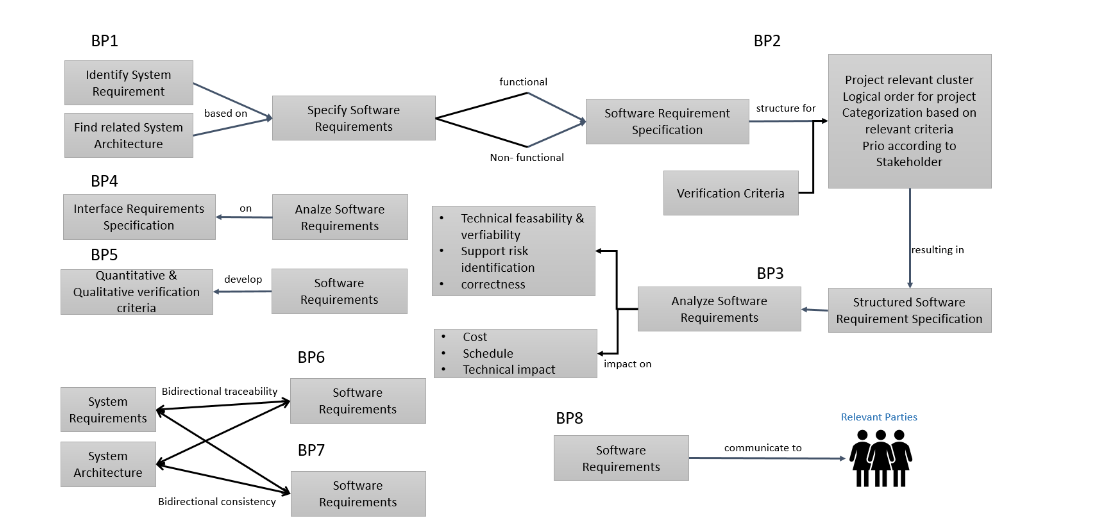 BP1
Identify System
Requirement
Find related System
Architecture
based on
Specify Software
Requirements
functional
Non- functional
Software Requirement
Specification
structure for
Verification Criteria
BP2
Project relevant cluster
Logical order for project
Categorization based on
relevant criteria
Prio according to
Stakeholder
resulting in
Structured Software
Requirement Specification
BP3
Analyze Software
Requirements
• Technical feasability &
verfiability
• Support risk
identification
• correctness
impact on
• Cost
• Schedule
• Technical impact
BP4
Interface Requirements
Specification
on
Analze Software
Requirements
BP5
Quantitative &
Qualitative verification
criteria
develop
Software
Requirements
BP6
System
Requirements
Bidirectional traceability
Software
Requirements
System
Architecture
BP7
Bidirectional consistency
Software
Requirements
BP8
Software
Requirements
communicate to
Relevant Parties